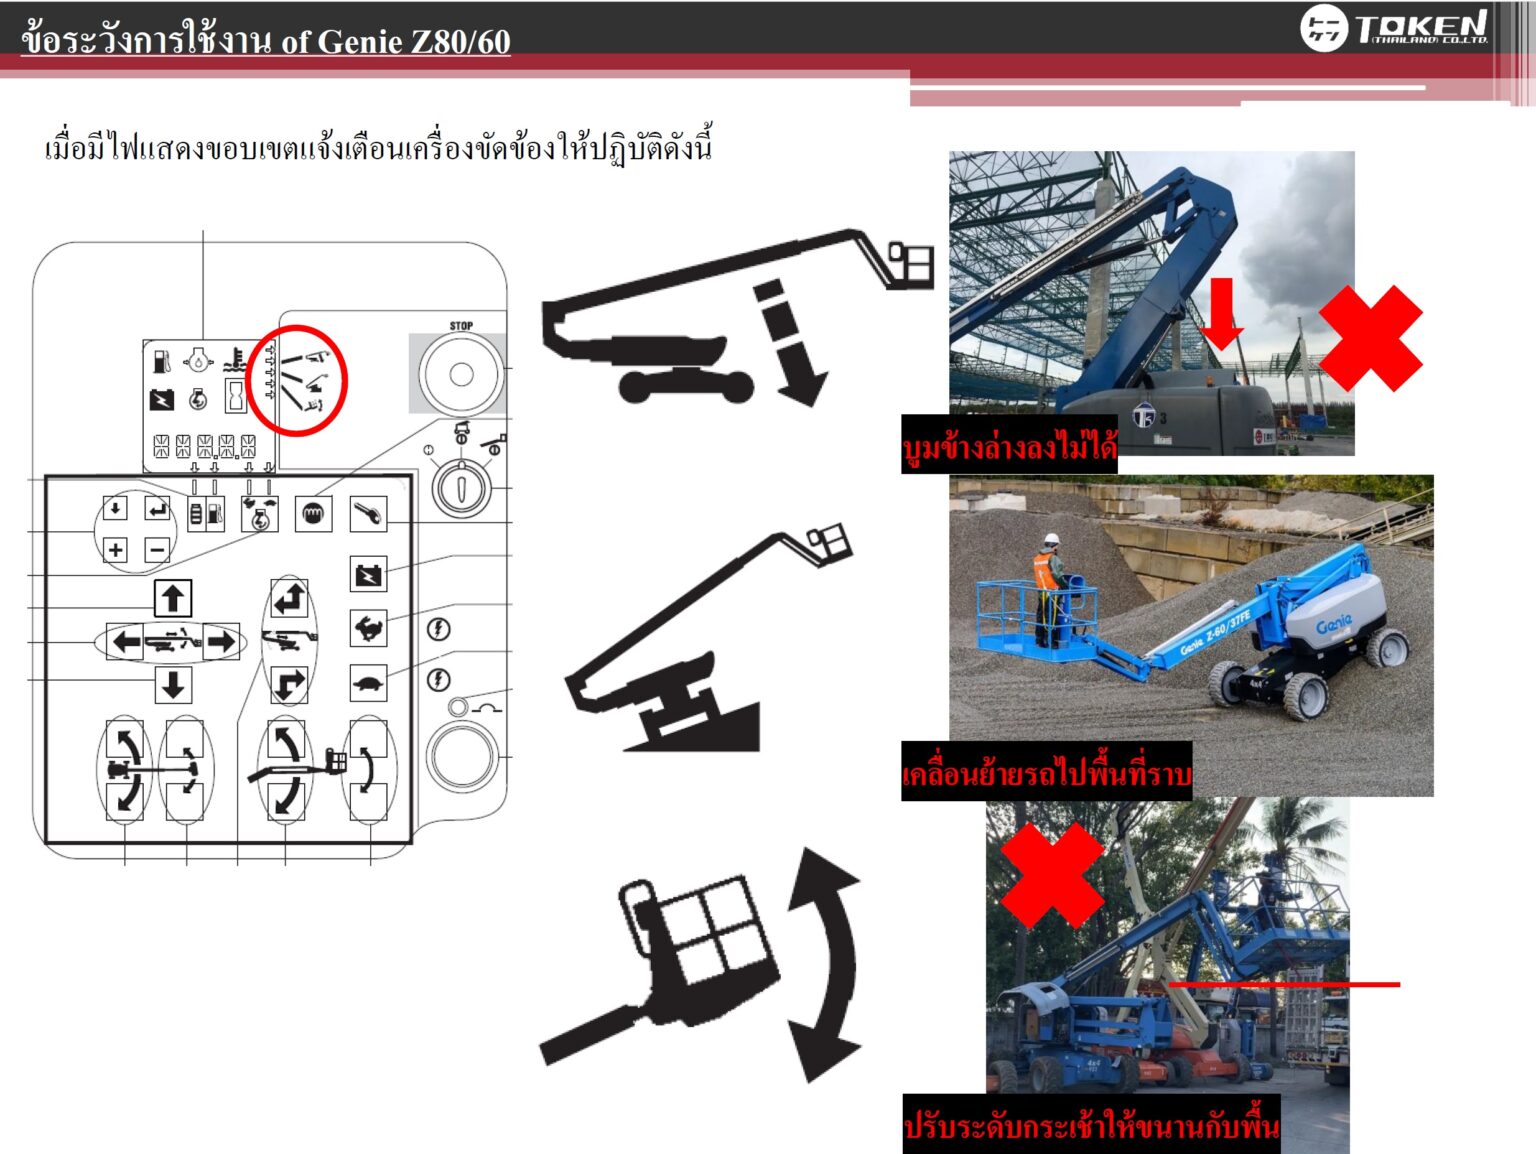 ข้อระวังการใช้งาน of Genie Z80/60
TOKEN
(THAILAND) CO.,LTD.
เมื่อมีไฟแสดงขอบเขตแจ้งเตือนเครื่องขัดข้องให้ปฏิบัติดังนี้
STOP
บูมข้างล่างลงไม่ได้
Genie Z-60/37FE
Genie
4x4
เคลื่อนย้ายรถไปพื้นที่ราบ
4x4
ปรับระดับกระเช้าให้ขนานกับพื้น